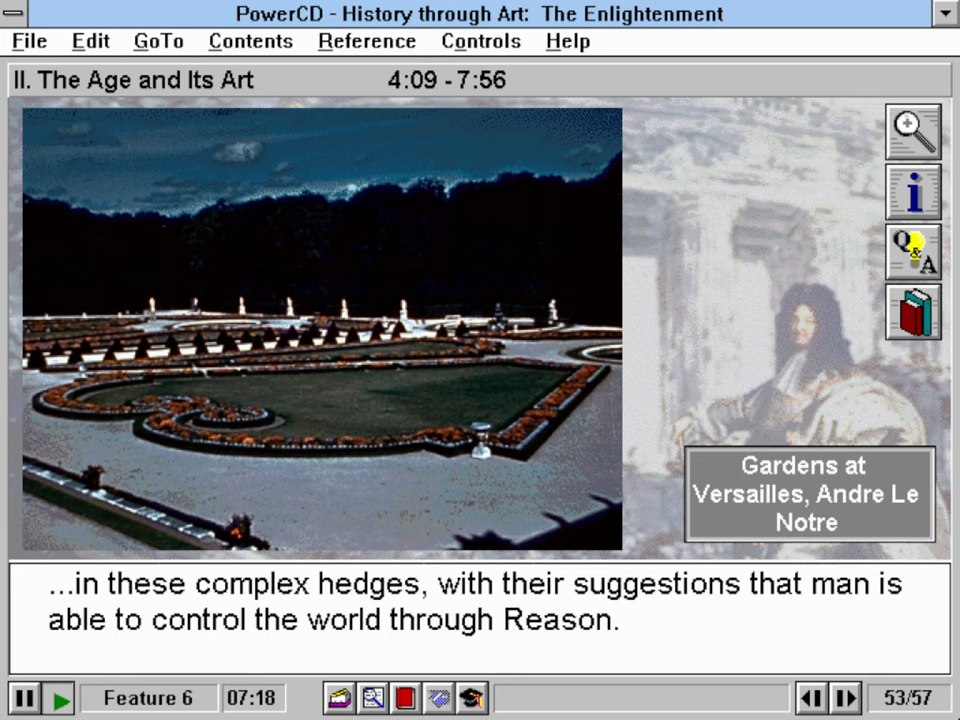 PowerCD - History through Art:  The Enlightenment
File Edit GoTo Contents Reference Controls Help
II. The Age and Its Art 4:09 - 7:56
i
Q & A
Gardens at
Versailles, Andre Le
Notre
...in these complex hedges, with their suggestions that man is
able to control the world through Reason.
Feature 6 07:18 53/57